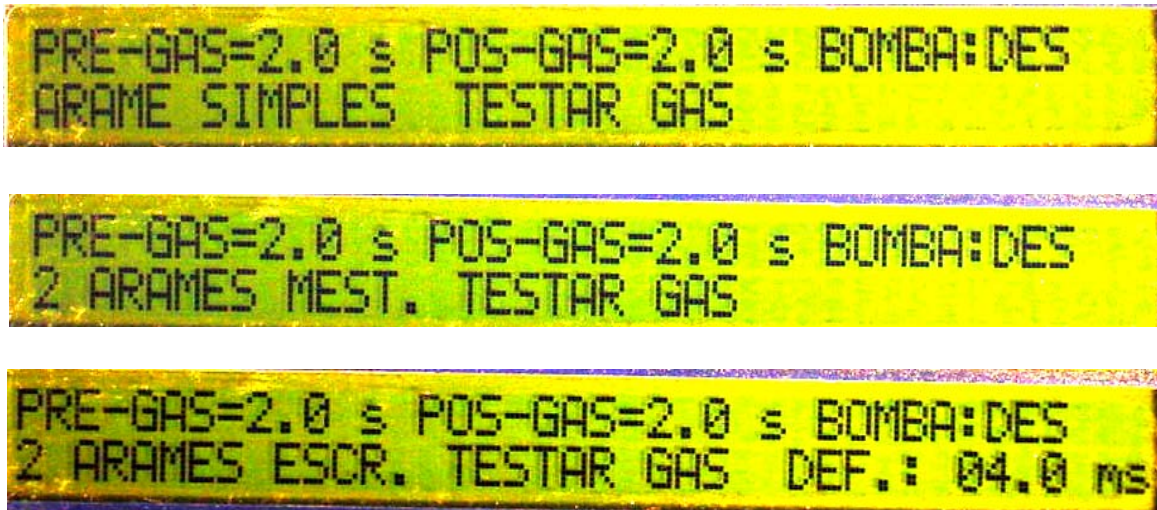 PRE-GAS=2.0 s POS-GAS=2.0 s BOMBA:DES
ARAME SIMPLES TESTAR GAS
PRE-GAS=2.0 s POS-GAS=2.0 s BOMBA:DES
2 ARAMES MEST. TESTAR GAS
PRE-GAS=2.0 s POS-GAS=2.0 s BOMBA:DES
2 ARAMES ESCR. TESTAR GAS DEF.: 04.0 ms